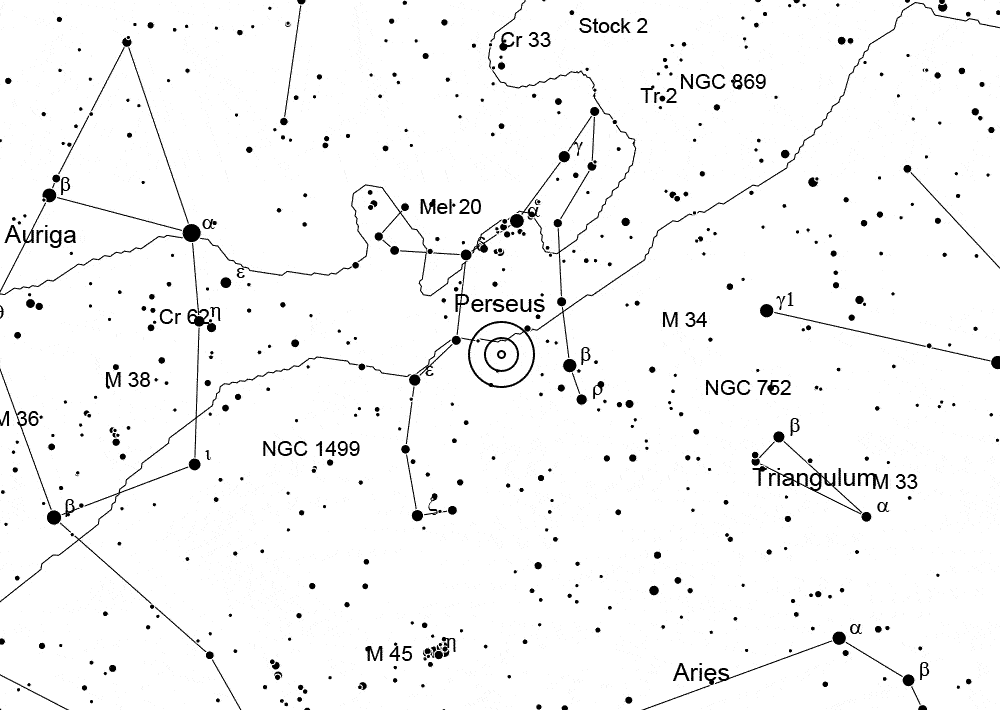 Stock 2
Cr 33
NGC 869
Tr 2
γ
β
Mel 20
α
α
δ
Auriga
ε
Perseus
γ1
Cr 62
η
M 34
β
ε
M 38
ρ
NGC 752
M 36
β
NGC 1499
ι
Triangulum
M 33
ζ
β
α
α
M 45
η
Aries
β